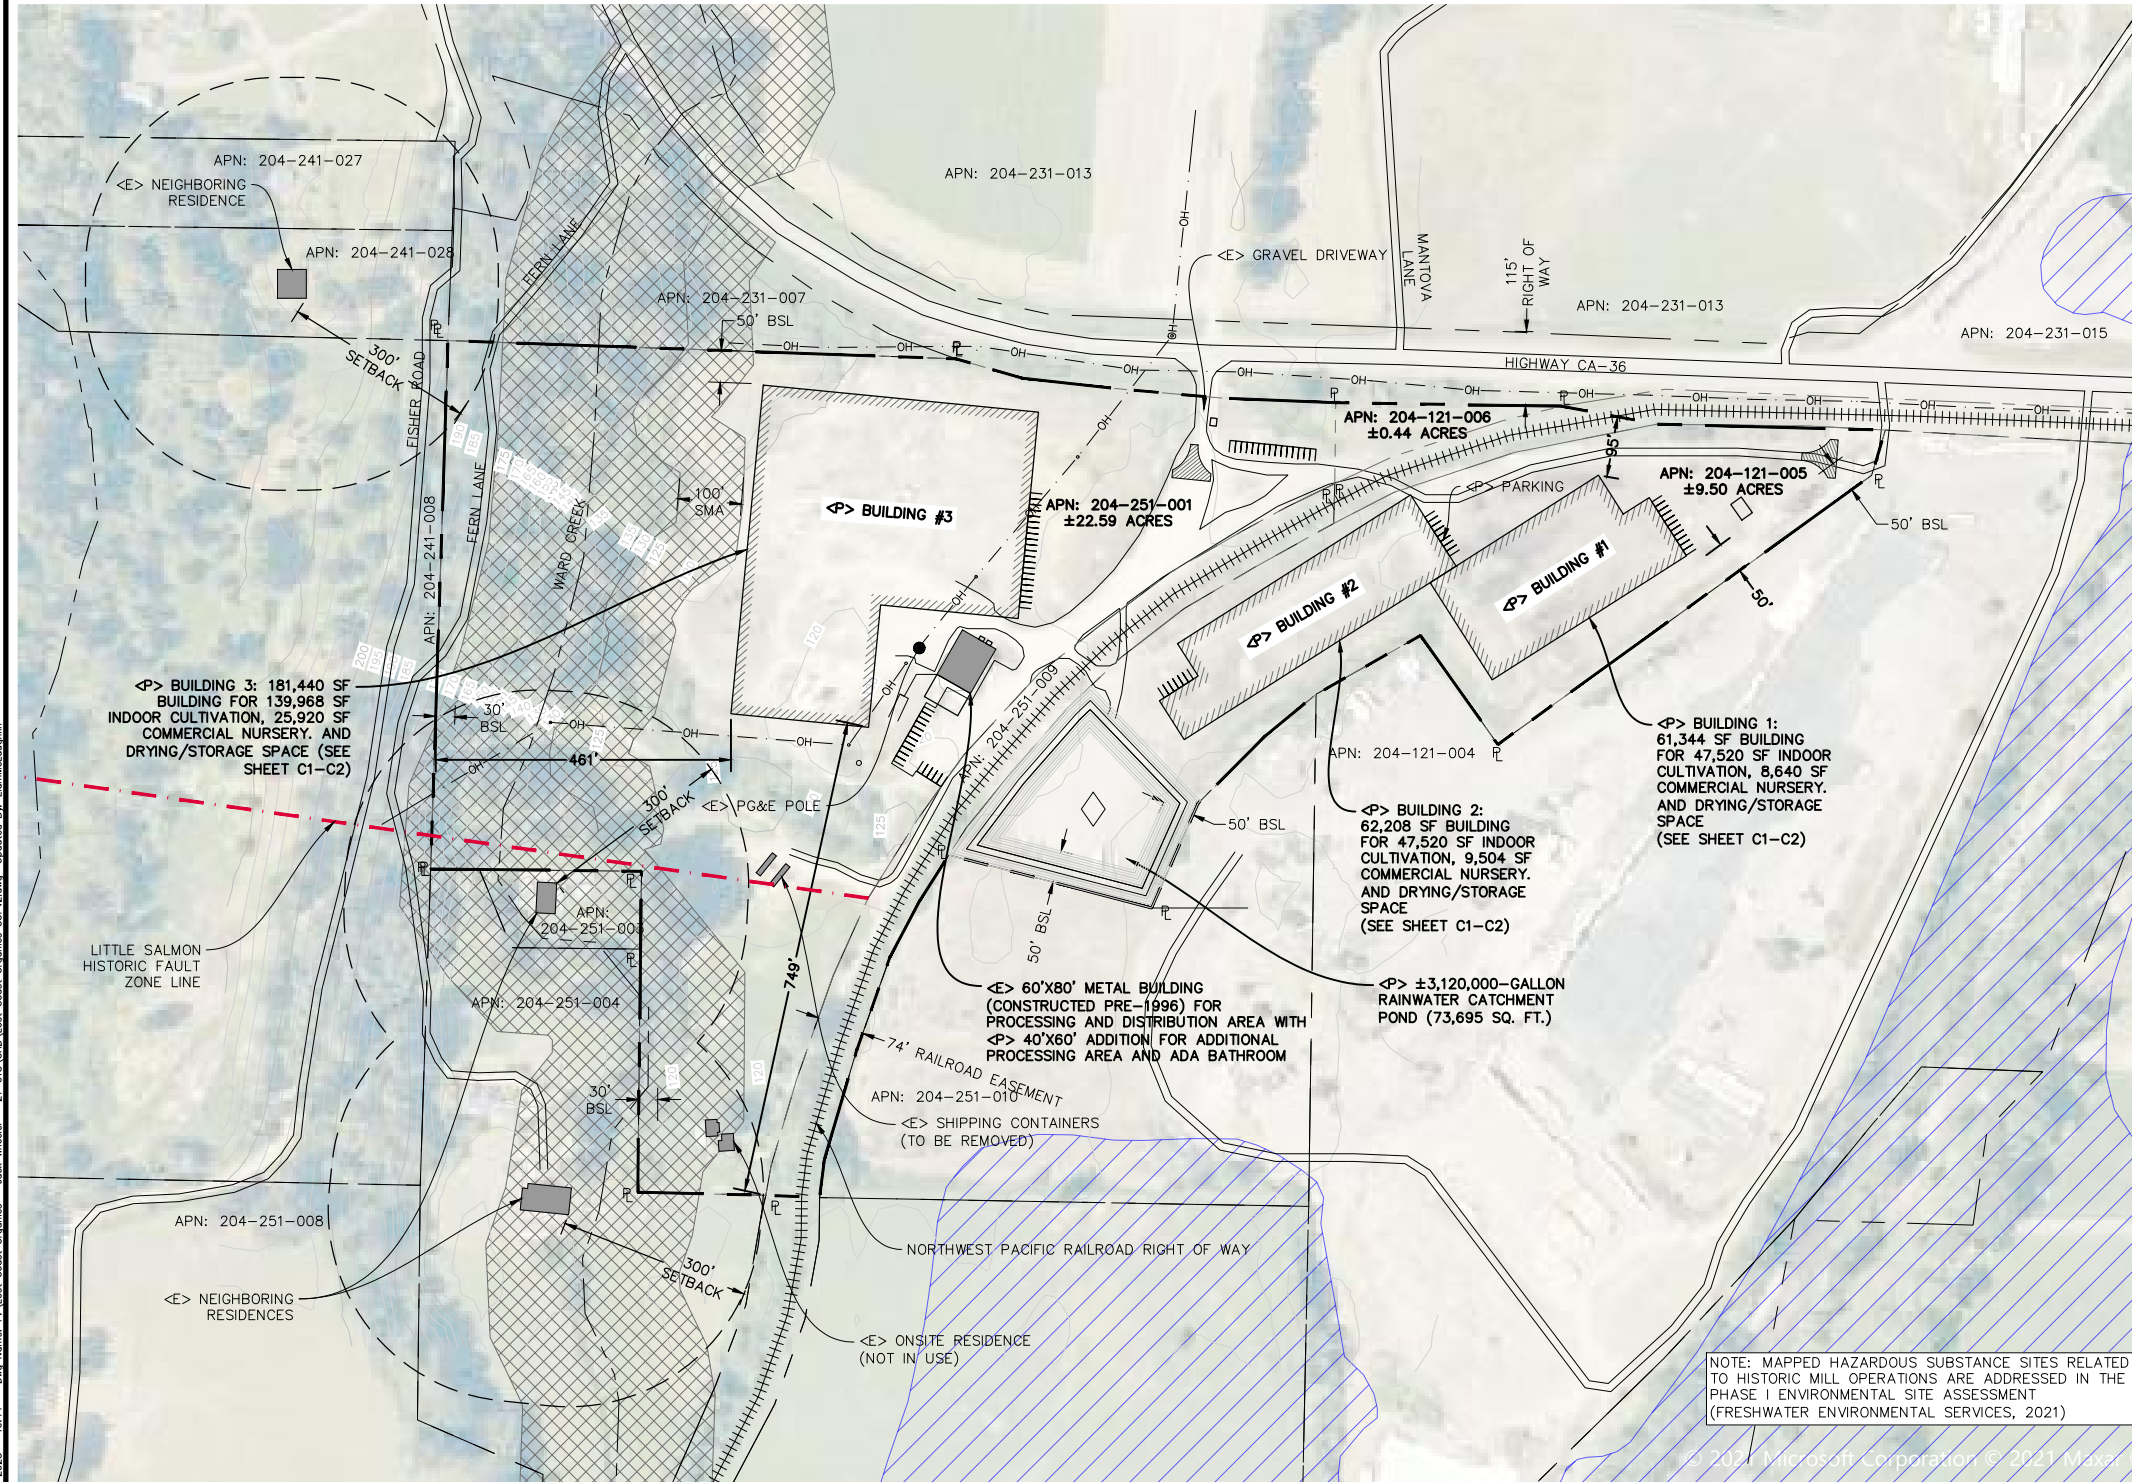 APN: 204-241-027
<E> NEIGHBORING
RESIDENCE
APN: 204-241-028
FERN LANE
APN: 204-231-013
<E> GRAVEL DRIVEWAY
MANTOVA
LANE
115'
RIGHT OF
WAY
APN: 204-231-013
APN: 204-231-015
APN: 204-231-007
50' BSL
HIGHWAY CA-36
300'
SETBACK
FISHER ROAD
APN: 204-241-008
FERN LANE
WARD CREEK
100'
SMA
<P> BUILDING #3
APN: 204-251-001
±22.59 ACRES
APN: 204-121-006
±0.44 ACRES
95'
<P> PARKING
APN: 204-121-005
±9.50 ACRES
50' BSL
50'
<P> BUILDING #1
<P> BUILDING #2
<P> BUILDING 3: 181,440 SF
BUILDING FOR 139,968 SF
INDOOR CULTIVATION, 25,920 SF
COMMERCIAL NURSERY. AND
DRYING/STORAGE SPACE (SEE
SHEET C1-C2)
30'
BSL
461'
300'
SETBACK
<E> PG&E POLE
APN: 204-251-009
APN: 204-121-004
<P> BUILDING 1:
61,344 SF BUILDING
FOR 47,520 SF INDOOR
CULTIVATION, 8,640 SF
COMMERCIAL NURSERY.
AND DRYING/STORAGE
SPACE
(SEE SHEET C1-C2)
<P> BUILDING 2:
62,208 SF BUILDING
FOR 47,520 SF INDOOR
CULTIVATION, 9,504 SF
COMMERCIAL NURSERY.
AND DRYING/STORAGE
SPACE
(SEE SHEET C1-C2)
50' BSL
50' BSL
LITTLE SALMON
HISTORIC FAULT
ZONE LINE
APN:
APN: 204-251-004
749'
<E> 60'X80' METAL BUILDING
(CONSTRUCTED PRE-1996) FOR
PROCESSING AND DISTRIBUTION AREA WITH
<P> 40'X60' ADDITION FOR ADDITIONAL
PROCESSING AREA AND ADA BATHROOM
<P> ±3,120,000-GALLON
RAINWATER CATCHMENT
POND (73,695 SQ. FT.)
74' RAILROAD EASEMENT
APN: 204-251-010
30'
BSL
<E> SHIPPING CONTAINERS
(TO BE REMOVED)
APN: 204-251-008
NORTHWEST PACIFIC RAILROAD RIGHT OF WAY
300'
SETBACK
<E> NEIGHBORING
RESIDENCES
<E> ONSITE RESIDENCE
(NOT IN USE)
NOTE: MAPPED HAZARDOUS SUBSTANCE SITES RELATED
TO HISTORIC MILL OPERATIONS ARE ADDRESSED IN THE
PHASE I ENVIRONMENTAL SITE ASSESSMENT
(FRESHWATER ENVIRONMENTAL SERVICES, 2021)
© 2021 Microsoft Corporation © 2021 Maxar